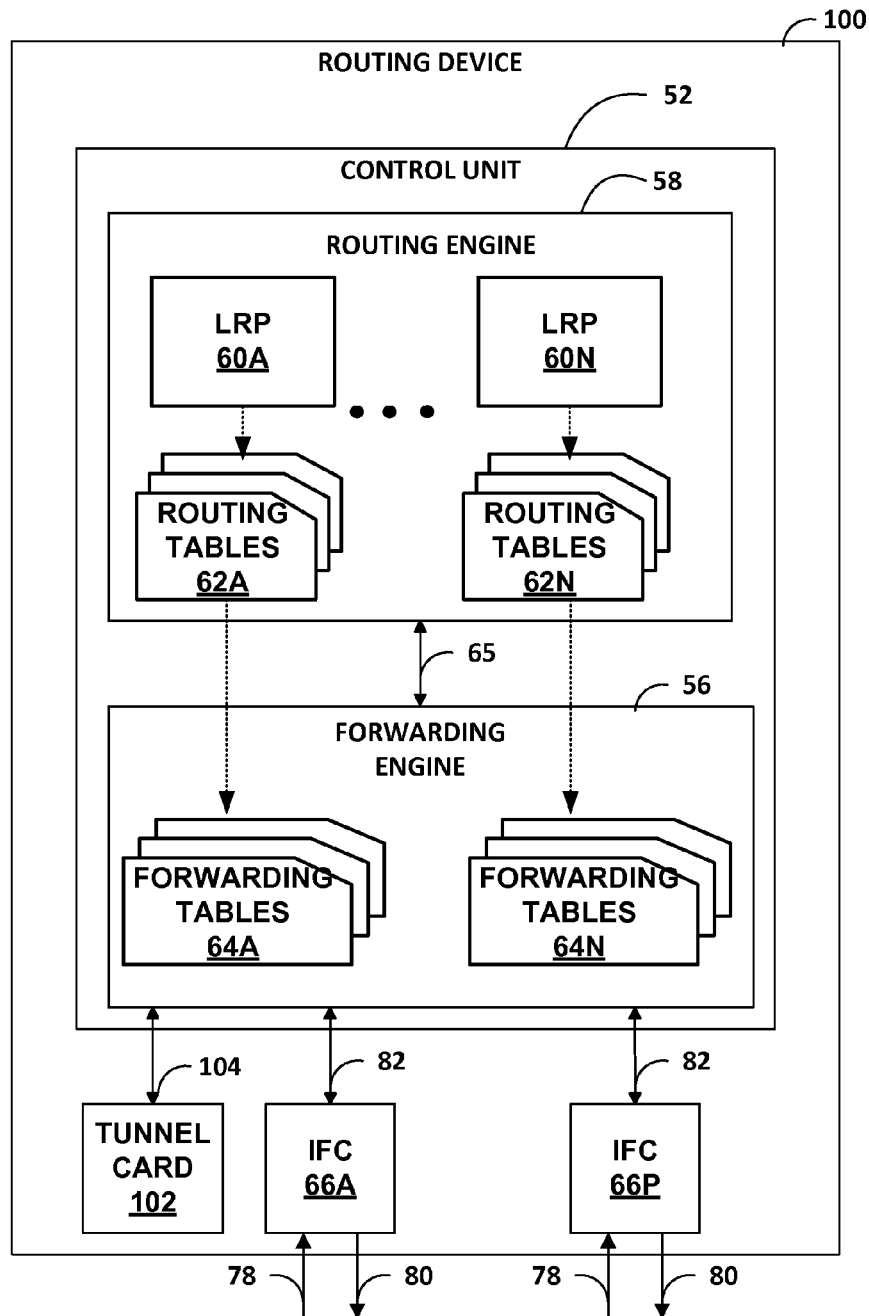 100
ROUTING DEVICE
52
CONTROL UNIT
58
ROUTING ENGINE
LRP
60A
LRP
60N
ROUTING
TABLES
62A
ROUTING
TABLES
62N
65
56
FORWARDING
ENGINE
FORWARDING
TABLES
64A
FORWARDING
TABLES
64N
104
82
82
TUNNEL
CARD
102
IFC
66A
IFC
66P
78
80
78
80